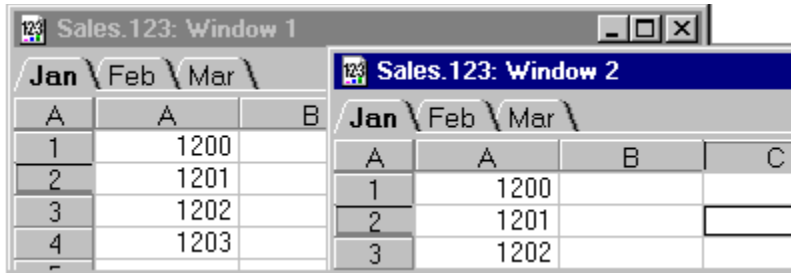 Sales.123: Window 1
Jan Feb Mar
A A B
1 1200
2 1201
3 1202
4 1203
Sales.123: Window 2
Jan Feb Mar
A A B C
1 1200
2 1201
3 1202